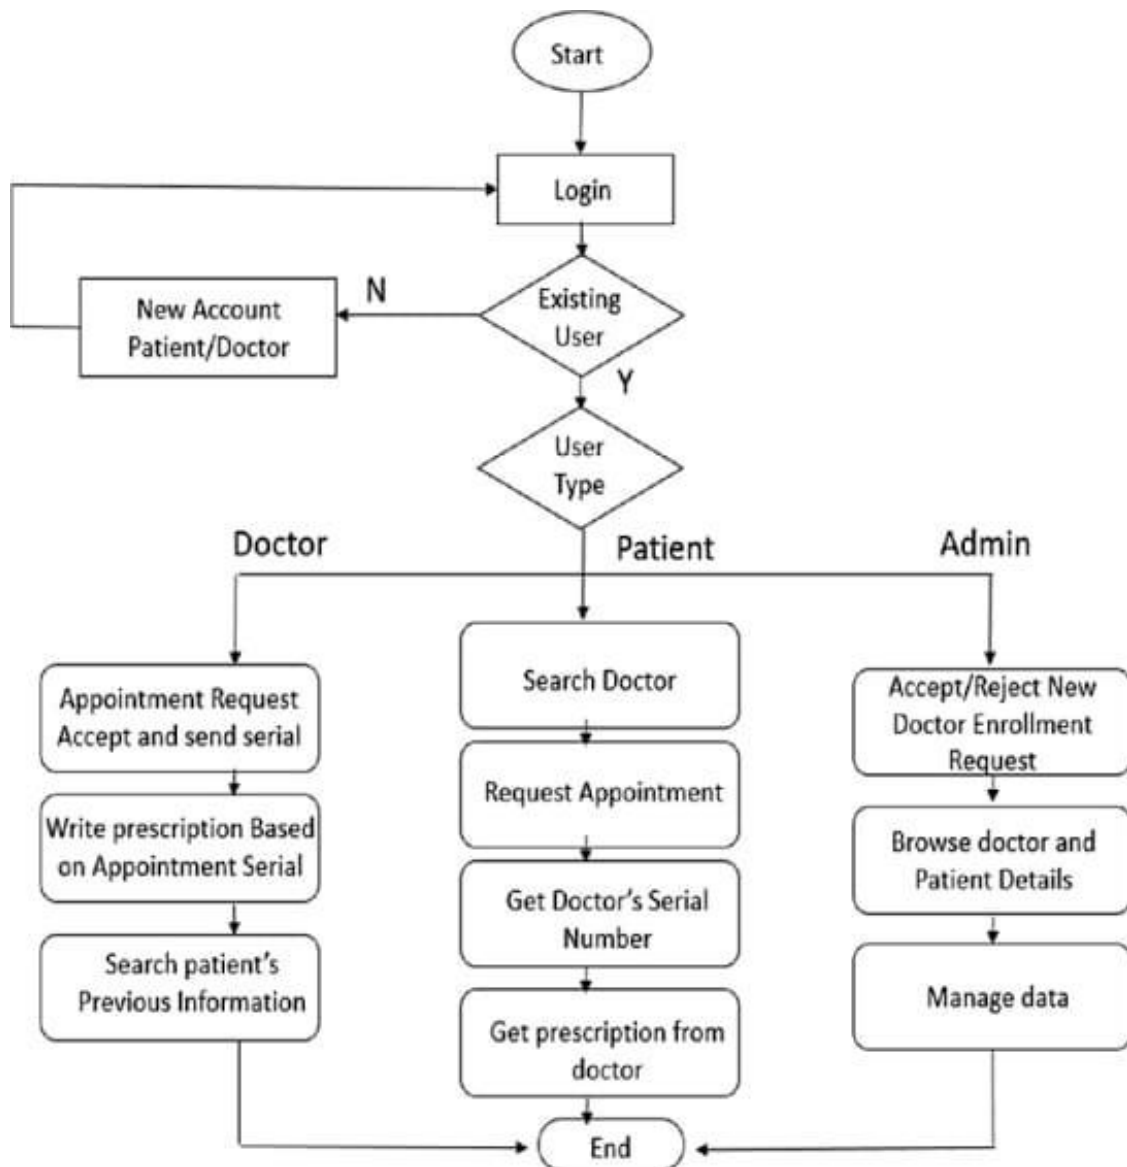 Start
Login
N
New Account
Patient/Doctor
Existing
User
Y
User
Type
Doctor
Patient
Admin
Appointment Request
Accept and send serial
Write prescription Based
on Appointment Serial
Search patient's
Previous Information
Search Doctor
Request Appointment
Get Doctor's Serial
Number
Get prescription from
doctor
Accept/Reject New
Doctor Enrollment
Request
Browse doctor and
Patient Details
Manage data
End